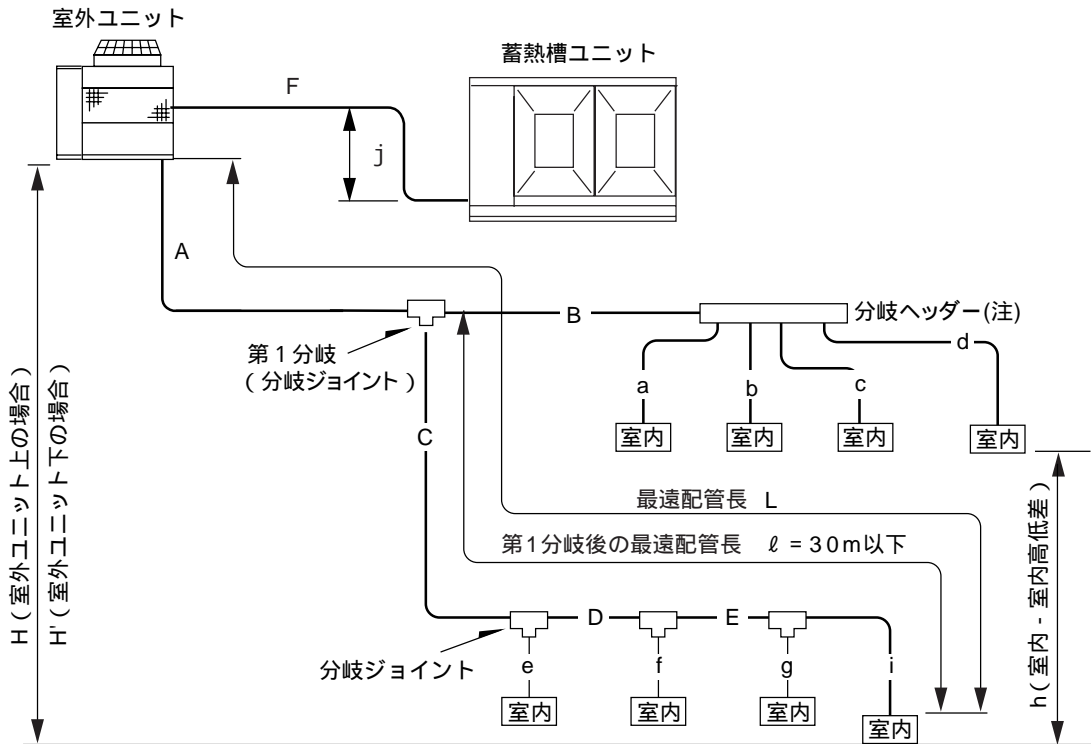 室外ユニット
蓄熱槽ユニット
F
j
A
B
分岐ヘッダー(注)
第1分岐
(分岐ジョイント)
a
b
c
d
C
室内
室内
室内
室内
H(室外ユニット上の場合)
H'(室外ユニット下の場合)
最遠配管長 L
第1分岐後の最遠配管長 ℓ = 30m以下
h(室内-室内高低差)
D
E
分岐ジョイント
e
f
g
i
室内
室内
室内
室内